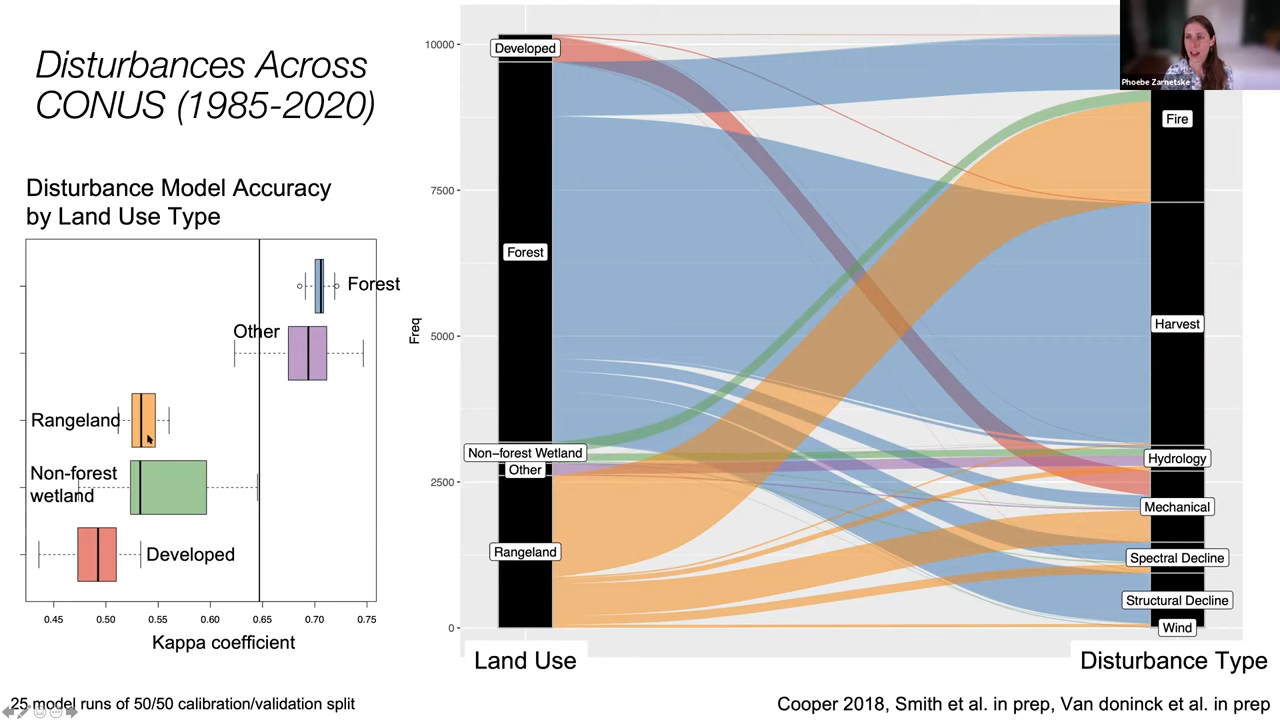 Disturbances Across
CONUS (1985-2020)
Disturbance Model Accuracy
by Land Use Type
Forest
Other
Rangeland
Non-forest
wetland
Developed
0.45 0.50 0.55 0.60 0.65 0.70 0.75
Kappa coefficient
25 model runs of 50/50 calibration/validation split
Freq
10000
7500
5000
2500
0
Developed
Forest
Non-forest Wetland
Other
Rangeland
Land Use
Fire
Harvest
Hydrology
Mechanical
Spectral Decline
Structural Decline
Wind
Disturbance Type
Cooper 2018, Smith et al. in prep, Van doninck et al. in prep
Phoebe Zarnetske